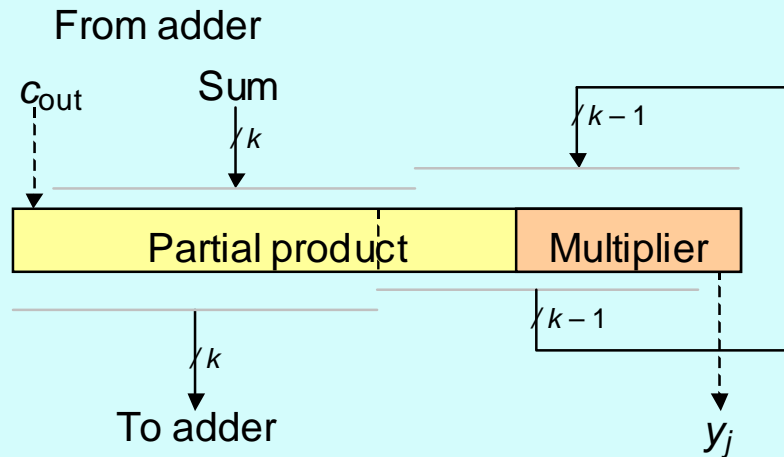 From adder
c_out
Sum
k
k – 1
Partial product
Multiplier
k
k – 1
To adder
y_j